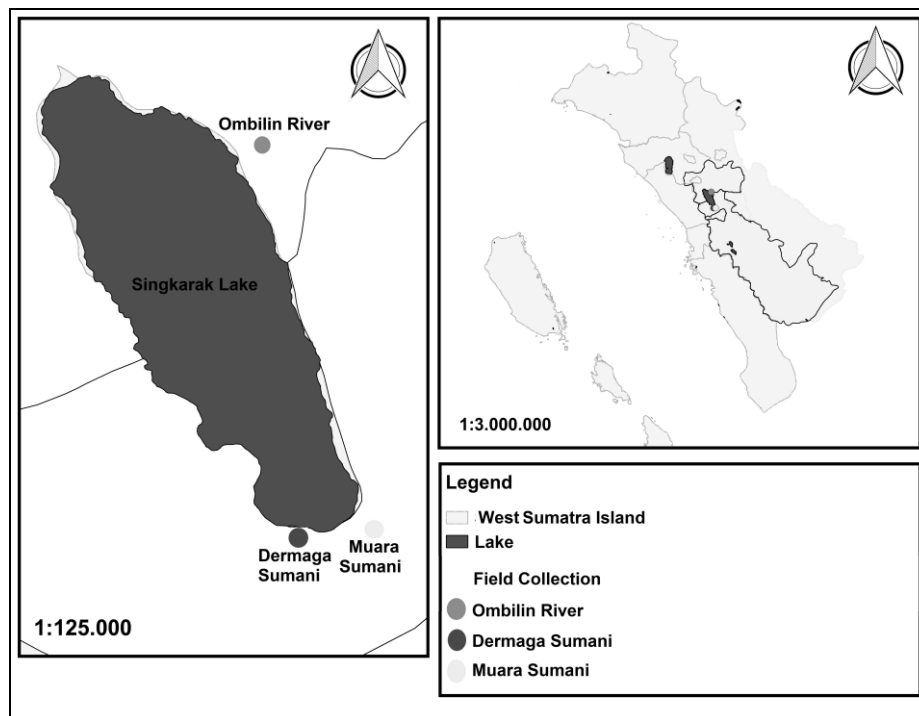 Ombilin River
Singkarak Lake
Dermaga
Sumani
Muara
Sumani
1:125.000
1:3.000.000
Legend
West Sumatra Island
Lake
Field Collection
Ombilin River
Dermaga Sumani
Muara Sumani